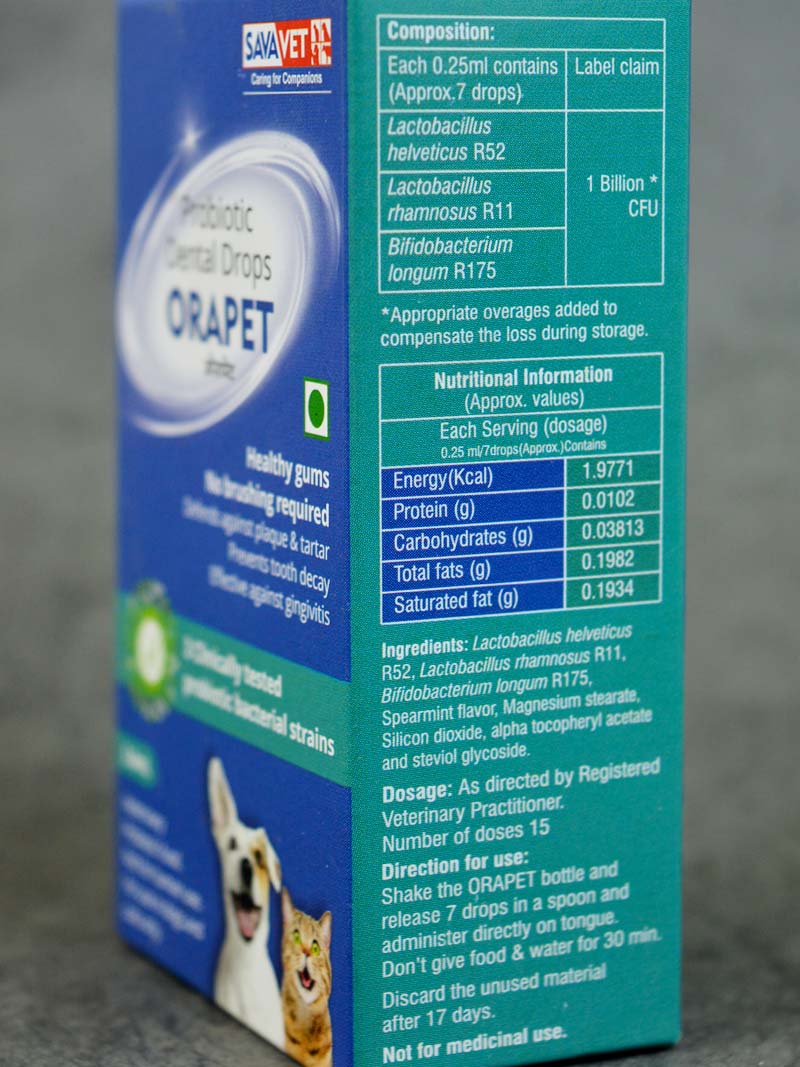 SAVAVET
Caring for Companions
Probiotic
Dental Drops
ORAPET
Healthy gums
No brushing required
Defends against plaque & tartar
Prevents tooth decay
Effective against gingivitis
3 Clinically tested
probiotic bacterial strains
Composition:
Each 0.25ml contains Label claim
(Approx.7 drops)
Lactobacillus
helveticus R52
Lactobacillus 1 Billion *
rhamnosus R11 CFU
Bifidobacterium
longum R175
*Appropriate overages added to
compensate the loss during storage.
Nutritional Information
(Approx. values)
Each Serving (dosage)
0.25 ml/7drops(Approx.)Contains
Energy(Kcal) 1.9771
Protein (g) 0.0102
Carbohydrates (g) 0.03813
Total fats (g) 0.1982
Saturated fat (g) 0.1934
Ingredients: Lactobacillus helveticus
R52, Lactobacillus rhamnosus R11,
Bifidobacterium longum R175,
Spearmint flavor, Magnesium stearate,
Silicon dioxide, alpha tocopheryl acetate
and steviol glycoside.
Dosage: As directed by Registered
Veterinary Practitioner.
Number of doses 15
Direction for use:
Shake the ORAPET bottle and
release 7 drops in a spoon and
administer directly on tongue.
Don't give food & water for 30 min.
Discard the unused material
after 17 days.
Not for medicinal use.